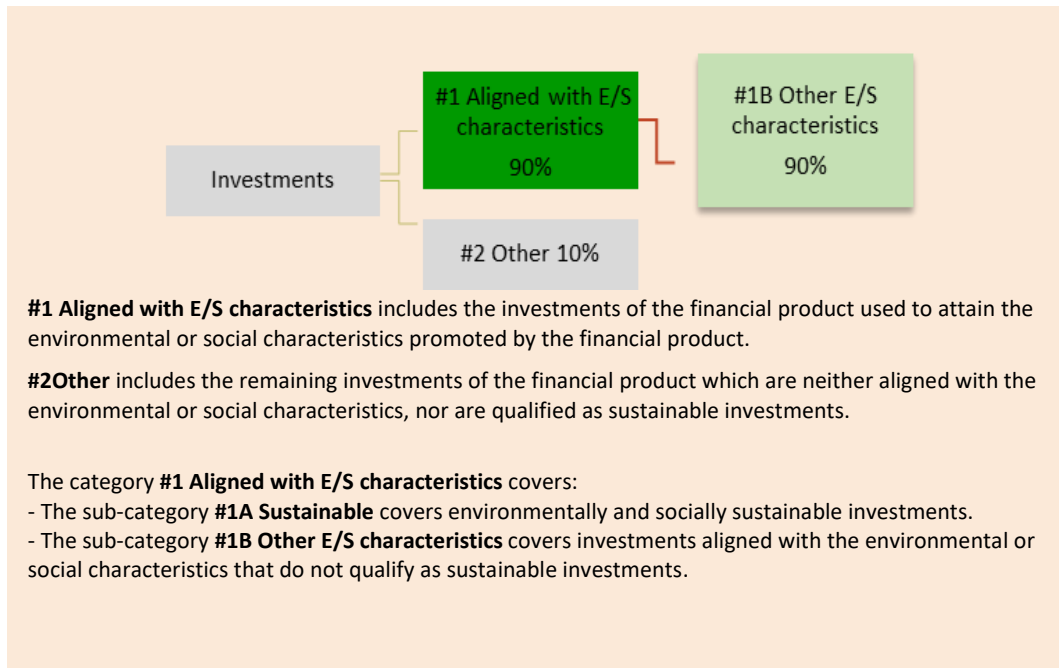 #1 Aligned with E/S
characteristics
90%
#1B Other E/S
characteristics
90%
Investments
#2 Other 10%
#1 Aligned with E/S characteristics includes the investments of the financial product used to attain the
environmental or social characteristics promoted by the financial product.
#2Other includes the remaining investments of the financial product which are neither aligned with the
environmental or social characteristics, nor are qualified as sustainable investments.
The category #1 Aligned with E/S characteristics covers:
- The sub-category #1A Sustainable covers environmentally and socially sustainable investments.
- The sub-category #1B Other E/S characteristics covers investments aligned with the environmental or
social characteristics that do not qualify as sustainable investments.